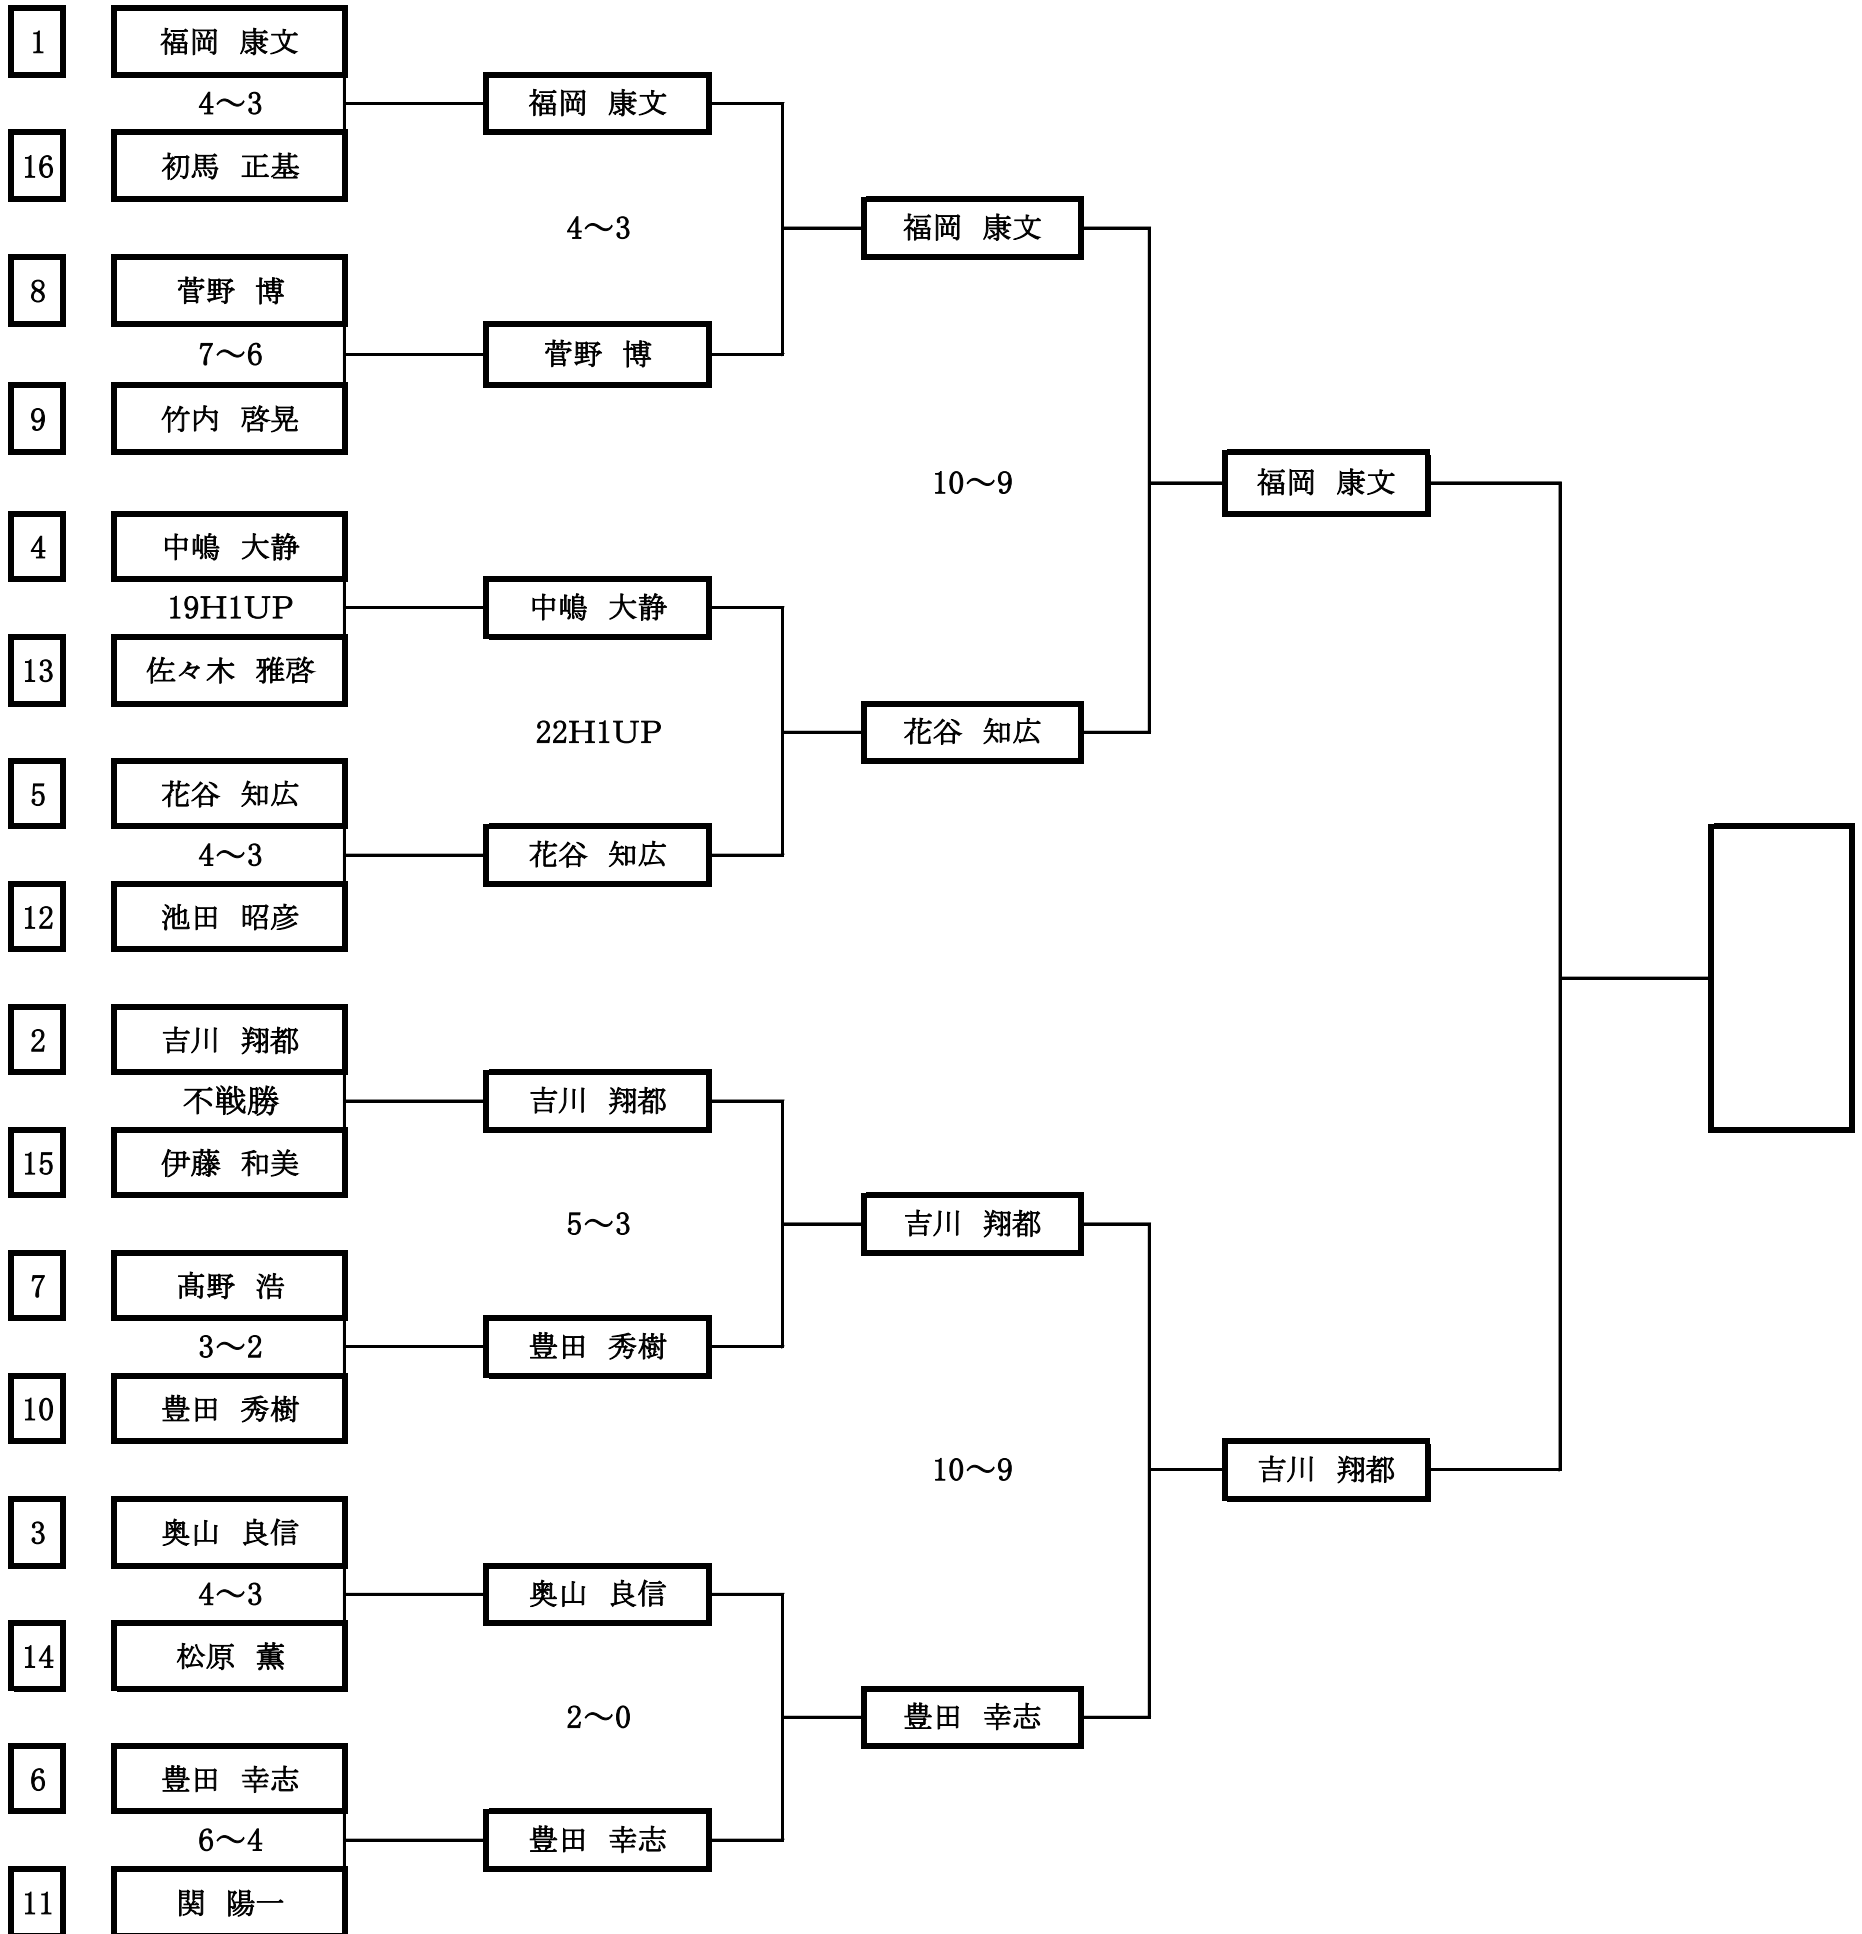 1 福岡 康文
4～3 福岡 康文
16 初馬 正基
4～3 福岡 康文
8 菅野 博
7～6 菅野 博
9 竹内 啓晃
10～9 福岡 康文
4 中嶋 大静
19H1UP 中嶋 大静
13 佐々木 雅啓
22H1UP 花谷 知広
5 花谷 知広
4～3 花谷 知広
12 池田 昭彦
2 吉川 翔都
不戦勝 吉川 翔都
15 伊藤 和美
5～3 吉川 翔都
7 髙野 浩
3～2 豊田 秀樹
10 豊田 秀樹
10～9 吉川 翔都
3 奥山 良信
4～3 奥山 良信
14 松原 薫
2～0 豊田 幸志
6 豊田 幸志
6～4 豊田 幸志
11 関 陽一